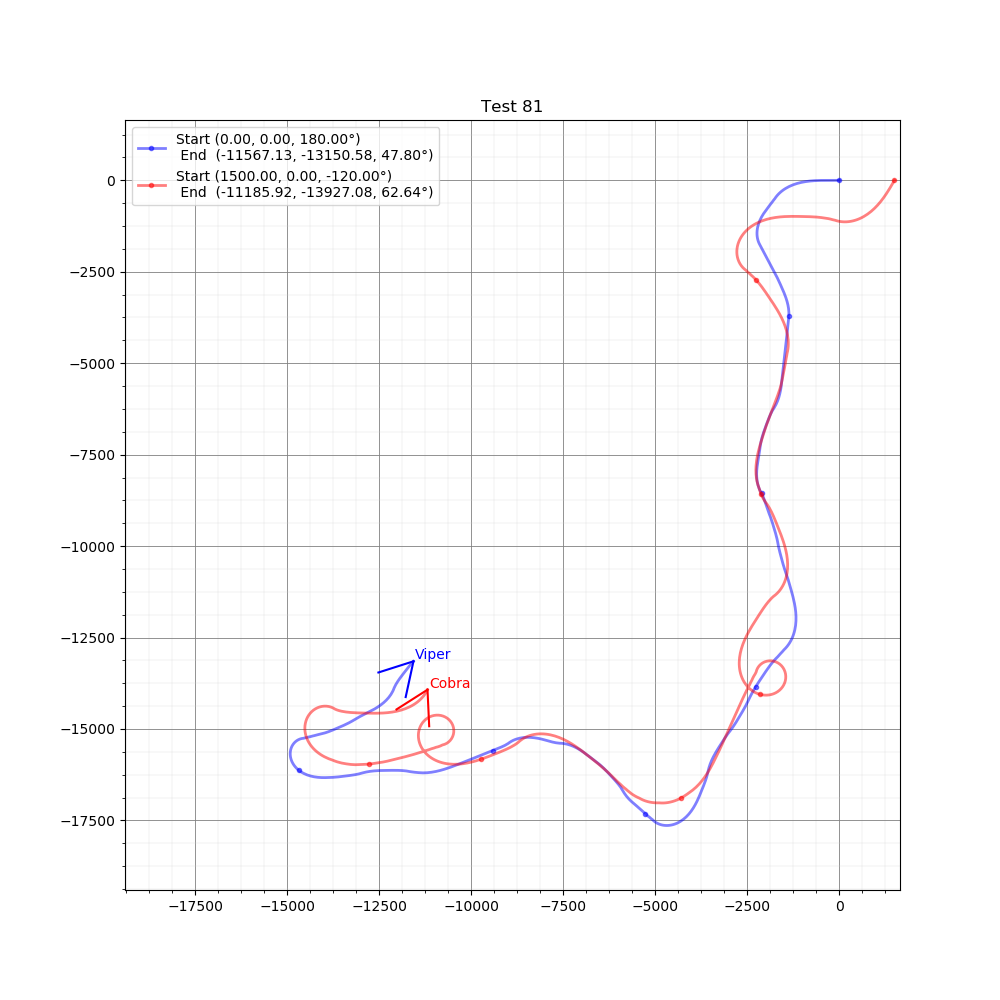 Test 81
Start (0.00, 0.00, 180.00°)
End (-11567.13, -13150.58, 47.80°)
Start (1500.00, 0.00, -120.00°)
End (-11185.92, -13927.08, 62.64°)
0
−2500
−5000
−7500
−10000
−12500
−15000
−17500
Viper
Cobra
−17500 −15000 −12500 −10000 −7500 −5000 −2500 0